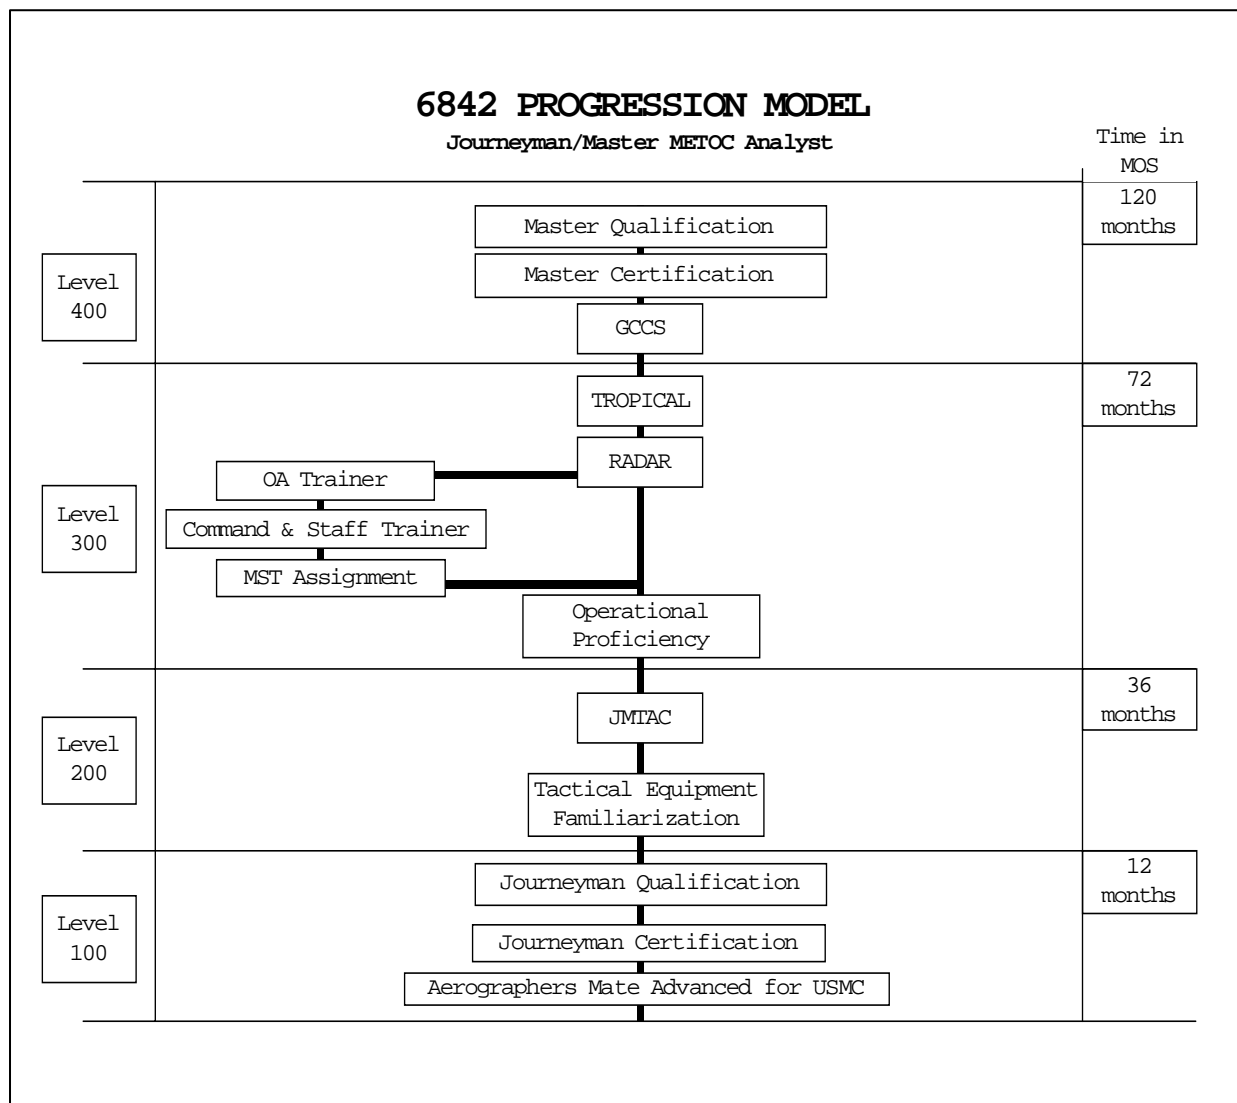 6842 PROGRESSION MODEL
Journeyman/Master METOC Analyst
Time in
MOS
120
months
Master Qualification
Master Certification
Level
400
GCCS
72
months
TROPICAL
RADAR
OA Trainer
Level
300
Command & Staff Trainer
MST Assignment
Operational
Proficiency
36
months
JMTAC
Level
200
Tactical Equipment
Familiarization
12
months
Journeyman Qualification
Level
100
Journeyman Certification
Aerographers Mate Advanced for USMC